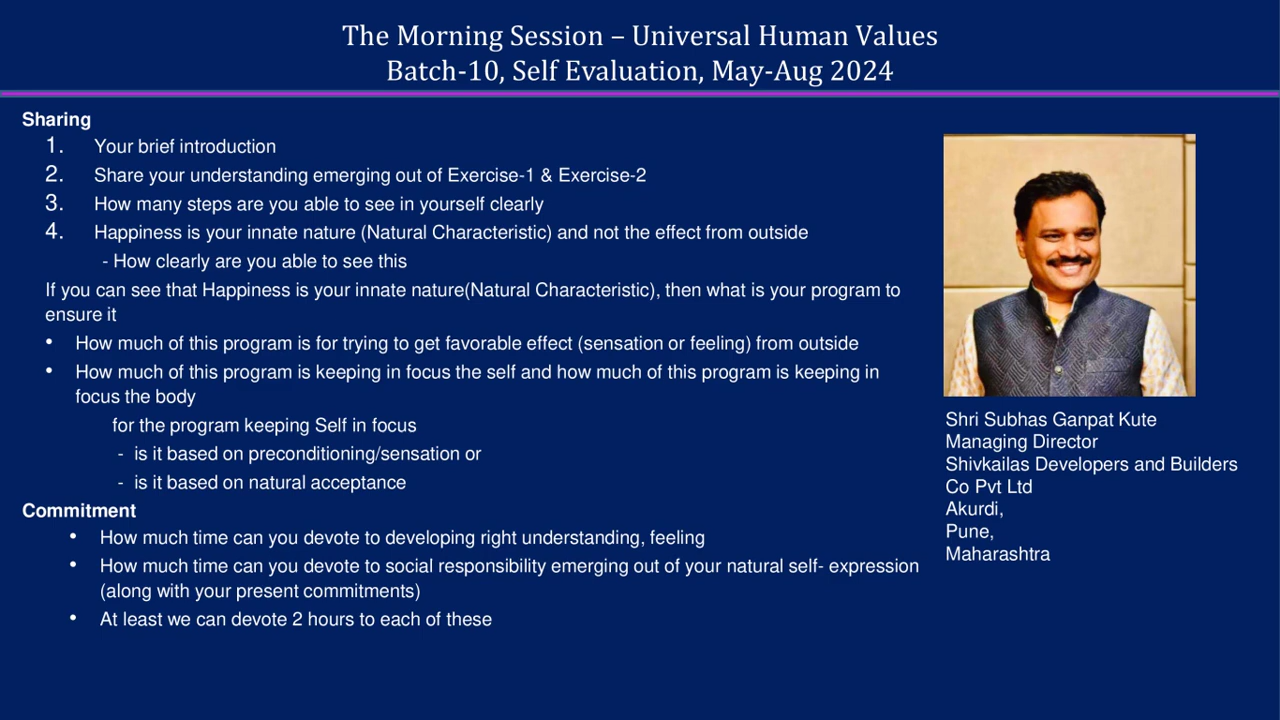 The Morning Session – Universal Human Values
Batch-10, Self Evaluation, May-Aug 2024
Sharing
1. Your brief introduction
2. Share your understanding emerging out of Exercise-1 & Exercise-2
3. How many steps are you able to see in yourself clearly
4. Happiness is your innate nature (Natural Characteristic) and not the effect from outside
- How clearly are you able to see this
If you can see that Happiness is your innate nature(Natural Characteristic), then what is your program to
ensure it
• How much of this program is for trying to get favorable effect (sensation or feeling) from outside
• How much of this program is keeping in focus the self and how much of this program is keeping in
focus the body
for the program keeping Self in focus
- is it based on preconditioning/sensation or
- is it based on natural acceptance
Commitment
• How much time can you devote to developing right understanding, feeling
• How much time can you devote to social responsibility emerging out of your natural self- expression
(along with your present commitments)
• At least we can devote 2 hours to each of these
Shri Subhas Ganpat Kute
Managing Director
Shivkailas Developers and Builders
Co Pvt Ltd
Akurdi,
Pune,
Maharashtra